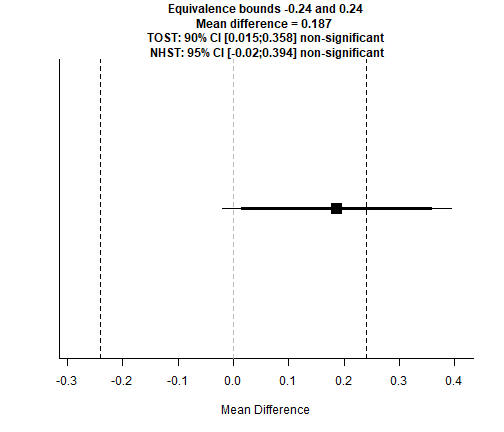 Equivalence bounds -0.24 and 0.24
Mean difference = 0.187
TOST: 90% CI [0.015;0.358] non-significant
NHST: 95% CI [-0.02;0.394] non-significant
-0.3 -0.2 -0.1 0.0 0.1 0.2 0.3 0.4
Mean Difference